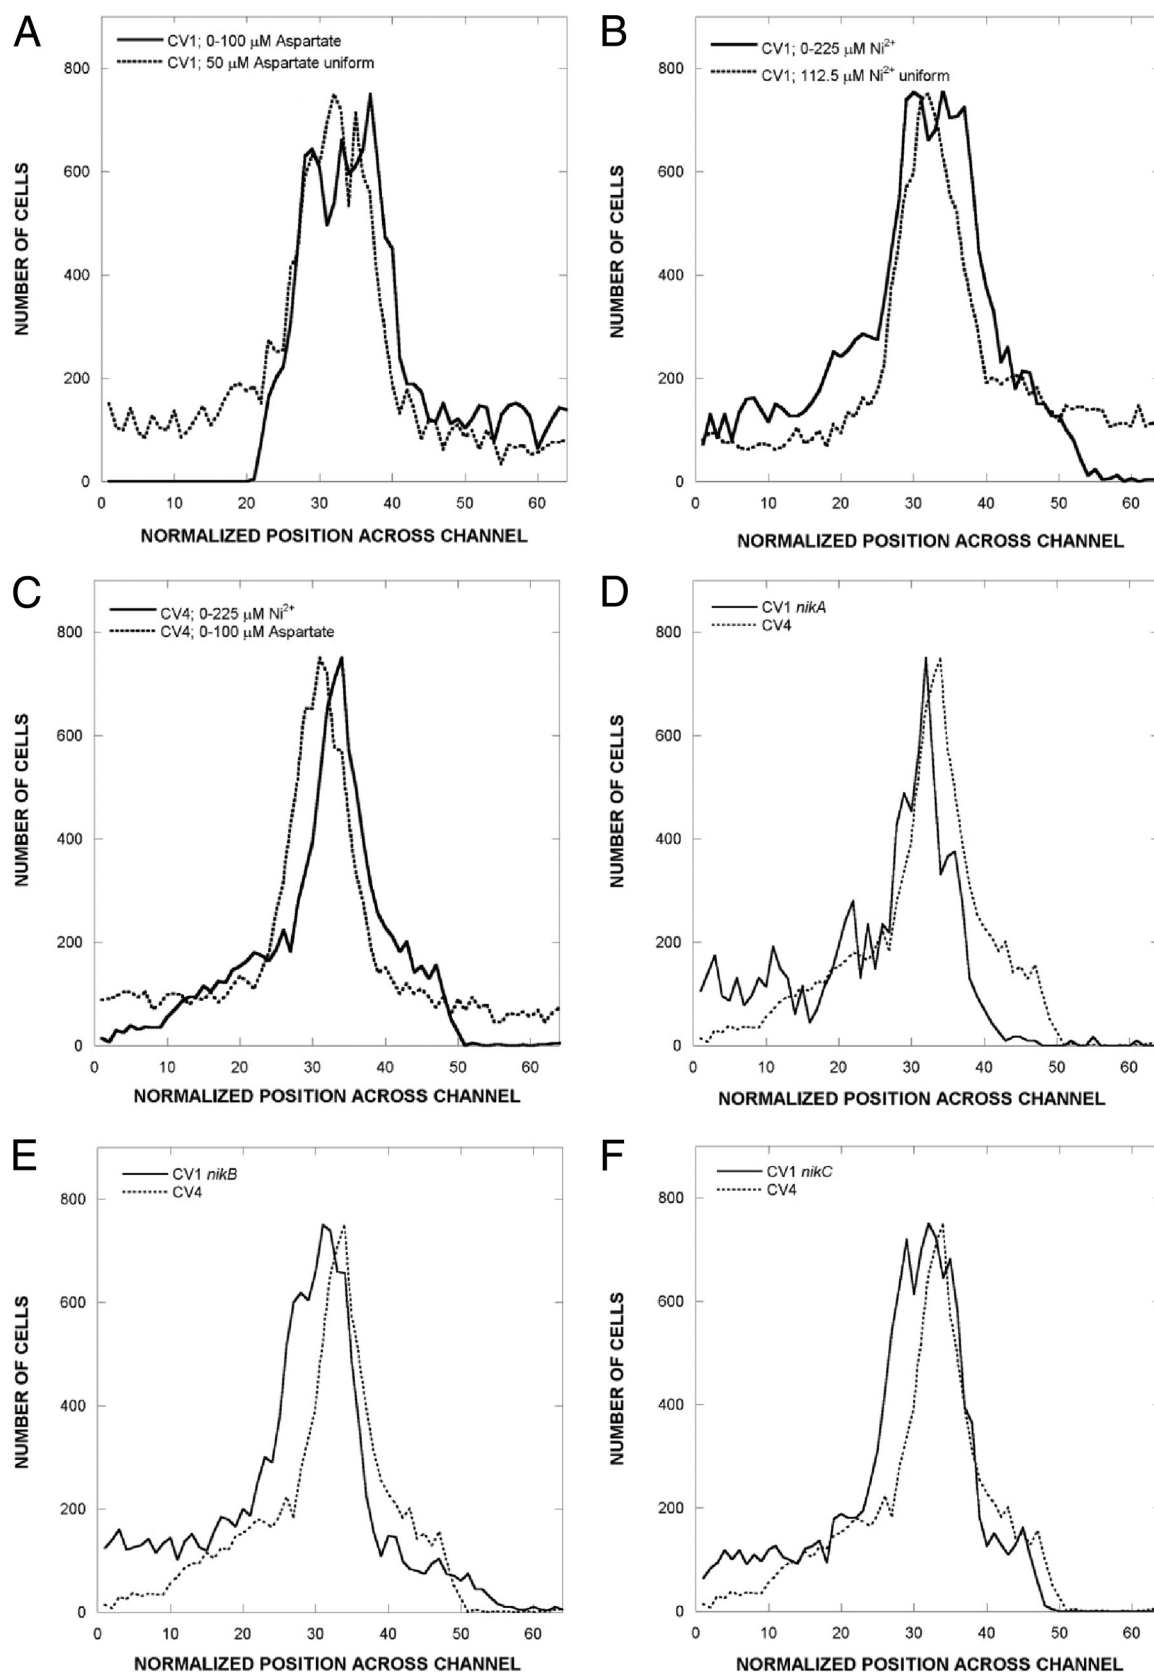 A
CV1; 0-100 μM Aspartate
CV1; 50 μM Aspartate uniform
NUMBER OF CELLS
800
600
400
200
0
0 10 20 30 40 50 60
NORMALIZED POSITION ACROSS CHANNEL
B
CV1; 0-225 μM Ni²⁺
CV1; 112.5 μM Ni²⁺ uniform
NUMBER OF CELLS
800
600
400
200
0
0 10 20 30 40 50 60
NORMALIZED POSITION ACROSS CHANNEL
C
CV4; 0-225 μM Ni²⁺
CV4; 0-100 μM Aspartate
NUMBER OF CELLS
800
600
400
200
0
0 10 20 30 40 50 60
NORMALIZED POSITION ACROSS CHANNEL
D
CV1 nikA
CV4
NUMBER OF CELLS
800
600
400
200
0
0 10 20 30 40 50 60
NORMALIZED POSITION ACROSS CHANNEL
E
CV1 nikB
CV4
NUMBER OF CELLS
800
600
400
200
0
0 10 20 30 40 50 60
NORMALIZED POSITION ACROSS CHANNEL
F
CV1 nikC
CV4
NUMBER OF CELLS
800
600
400
200
0
0 10 20 30 40 50 60
NORMALIZED POSITION ACROSS CHANNEL